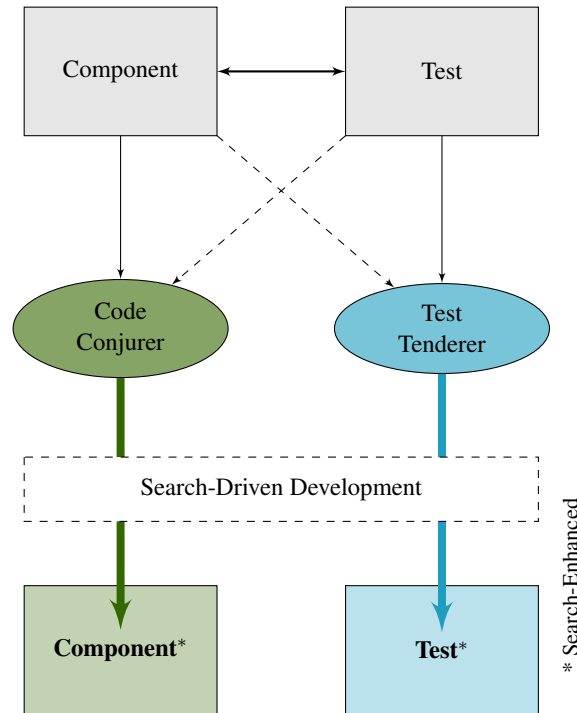 Component
Test
Code
Conjurer
Test
Tenderer
Search-Driven Development
Component*
Test*
* Search-Enhanced